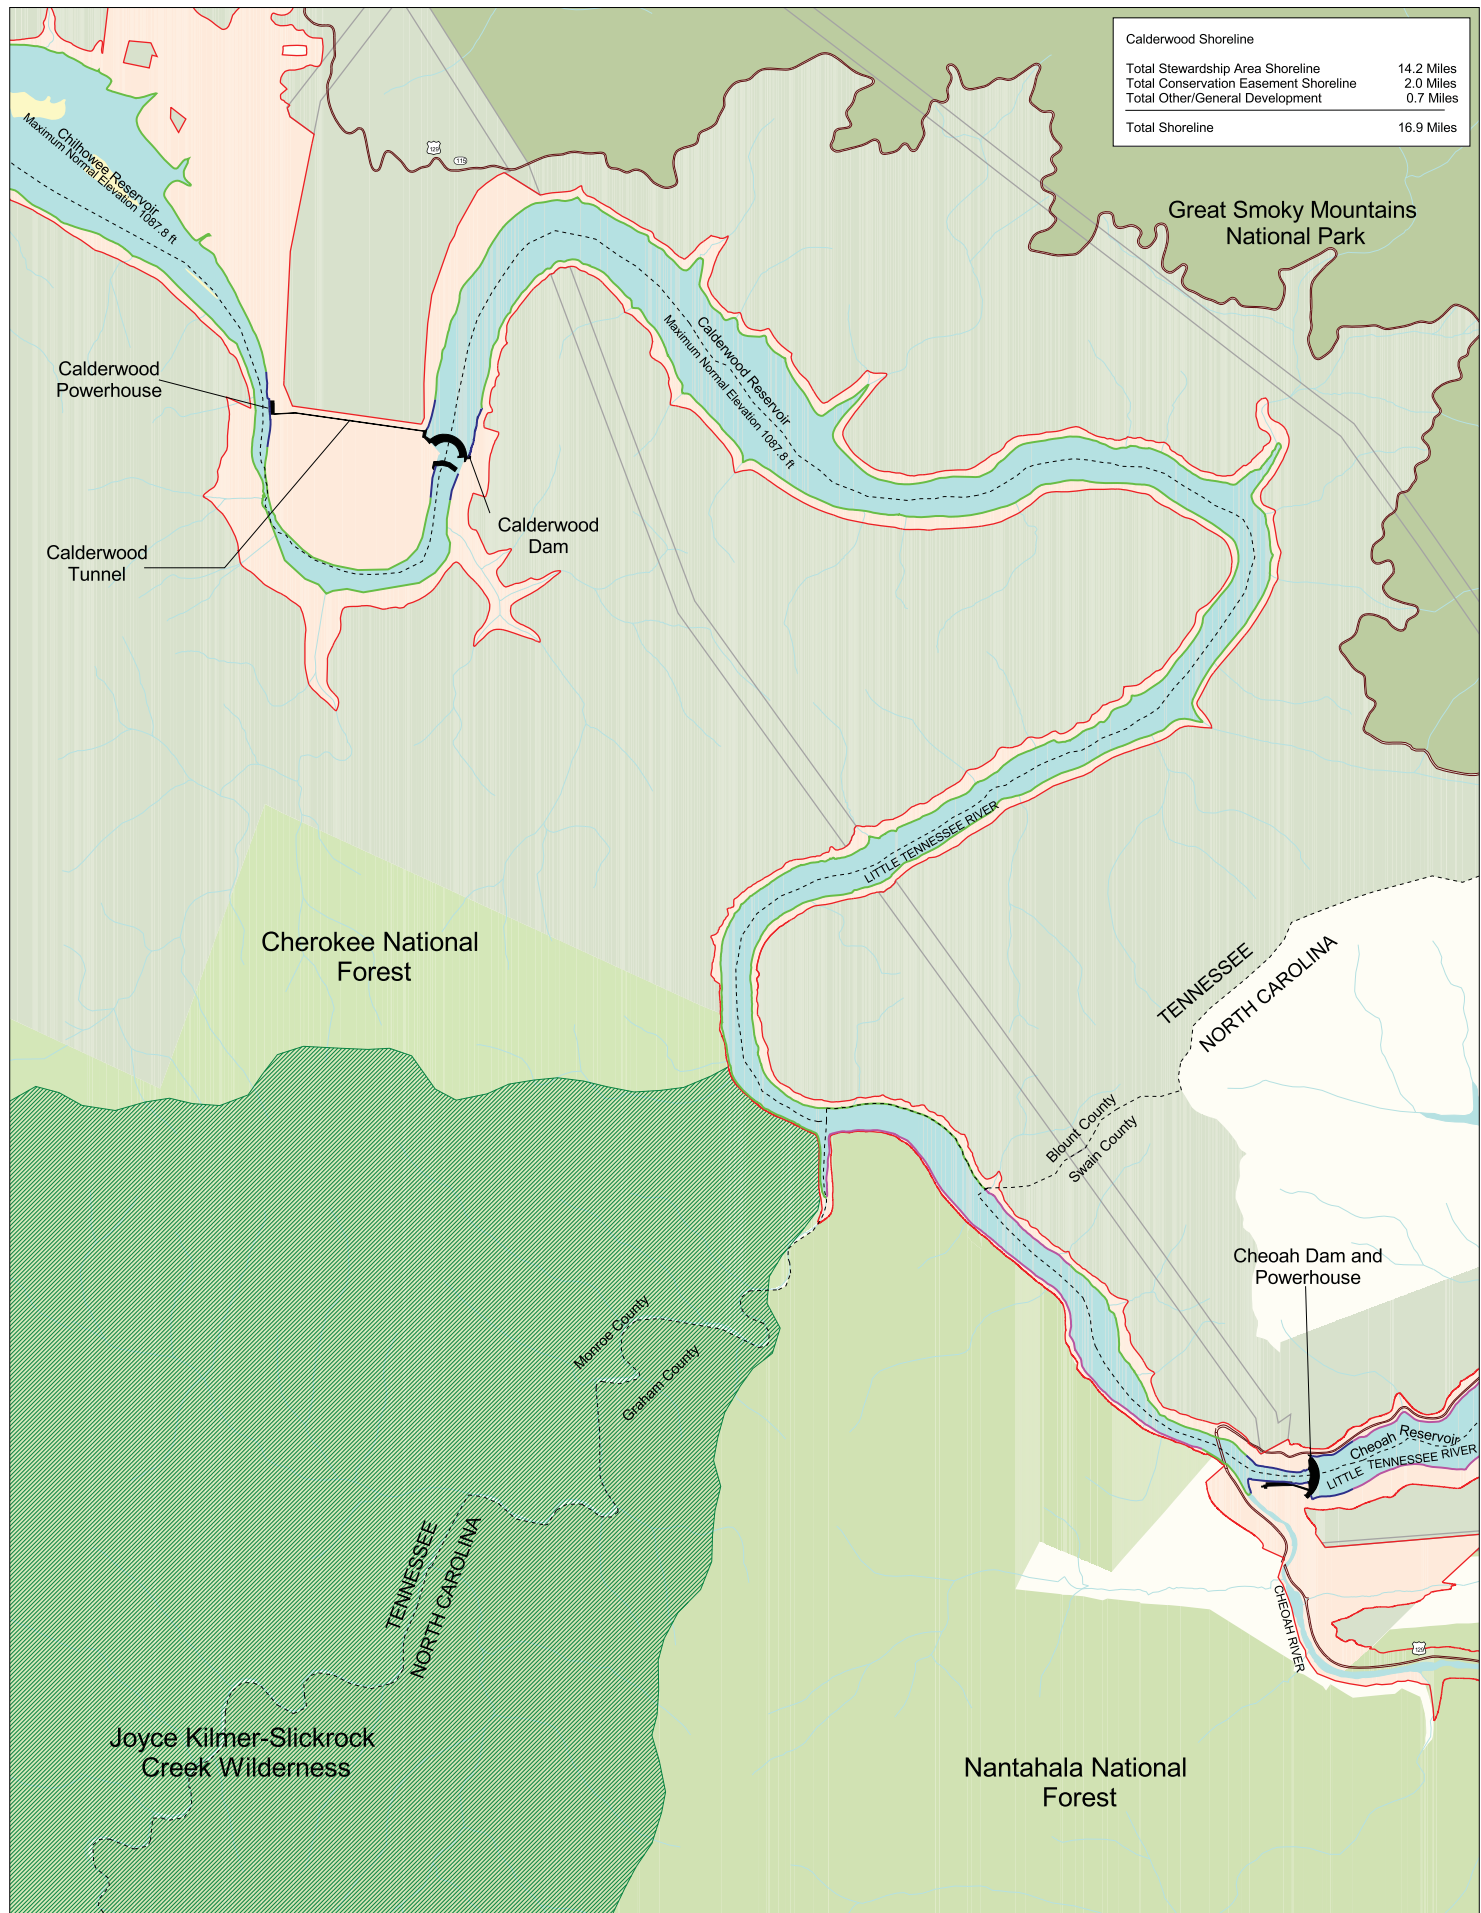 Calderwood Shoreline
Total Stewardship Area Shoreline 14.2 Miles
Total Conservation Easement Shoreline 2.0 Miles
Total Other/General Development 0.7 Miles
Total Shoreline 16.9 Miles
Chilhowee Reservoir
Maximum Normal Elevation 1087.8 ft
129
115
Great Smoky Mountains
National Park
Calderwood
Powerhouse
Calderwood Reservoir
Maximum Normal Elevation 1087.8 ft
Calderwood
Dam
Calderwood
Tunnel
LITTLE TENNESSEE RIVER
Cherokee National
Forest
TENNESSEE
NORTH CAROLINA
Blount County
Swain County
Cheoah Dam and
Powerhouse
Monroe County
Graham County
Cheoah Reservoir
LITTLE TENNESSEE RIVER
TENNESSEE
NORTH CAROLINA
CHEOAH RIVER
129
Joyce Kilmer-Slickrock
Creek Wilderness
Nantahala National
Forest